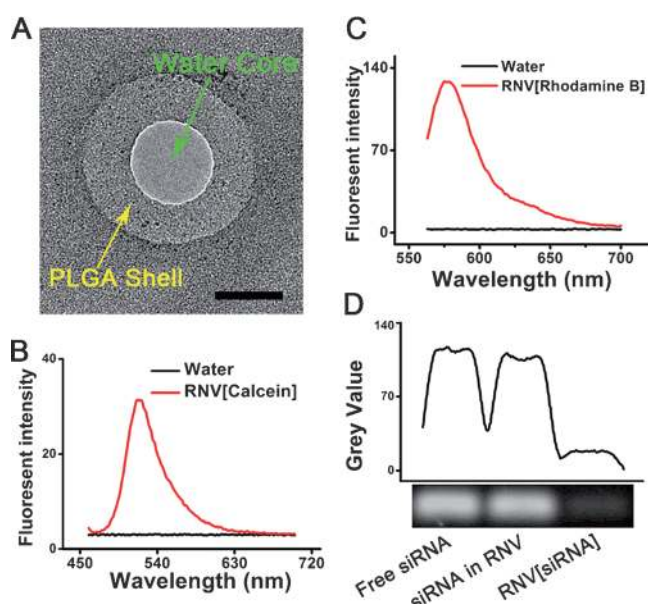 A
Water Core
PLGA Shell
B
Fluoresent intensity
40
20
0
Water
RNV[Calcein]
450
540
630
720
Wavelength (nm)
C
Fluoresent intensity
140
70
0
Water
RNV[Rhodamine B]
550
600
650
700
Wavelength (nm)
D
Grey Value
140
70
0
Free siRNA
siRNA in RNV
RNV[siRNA]